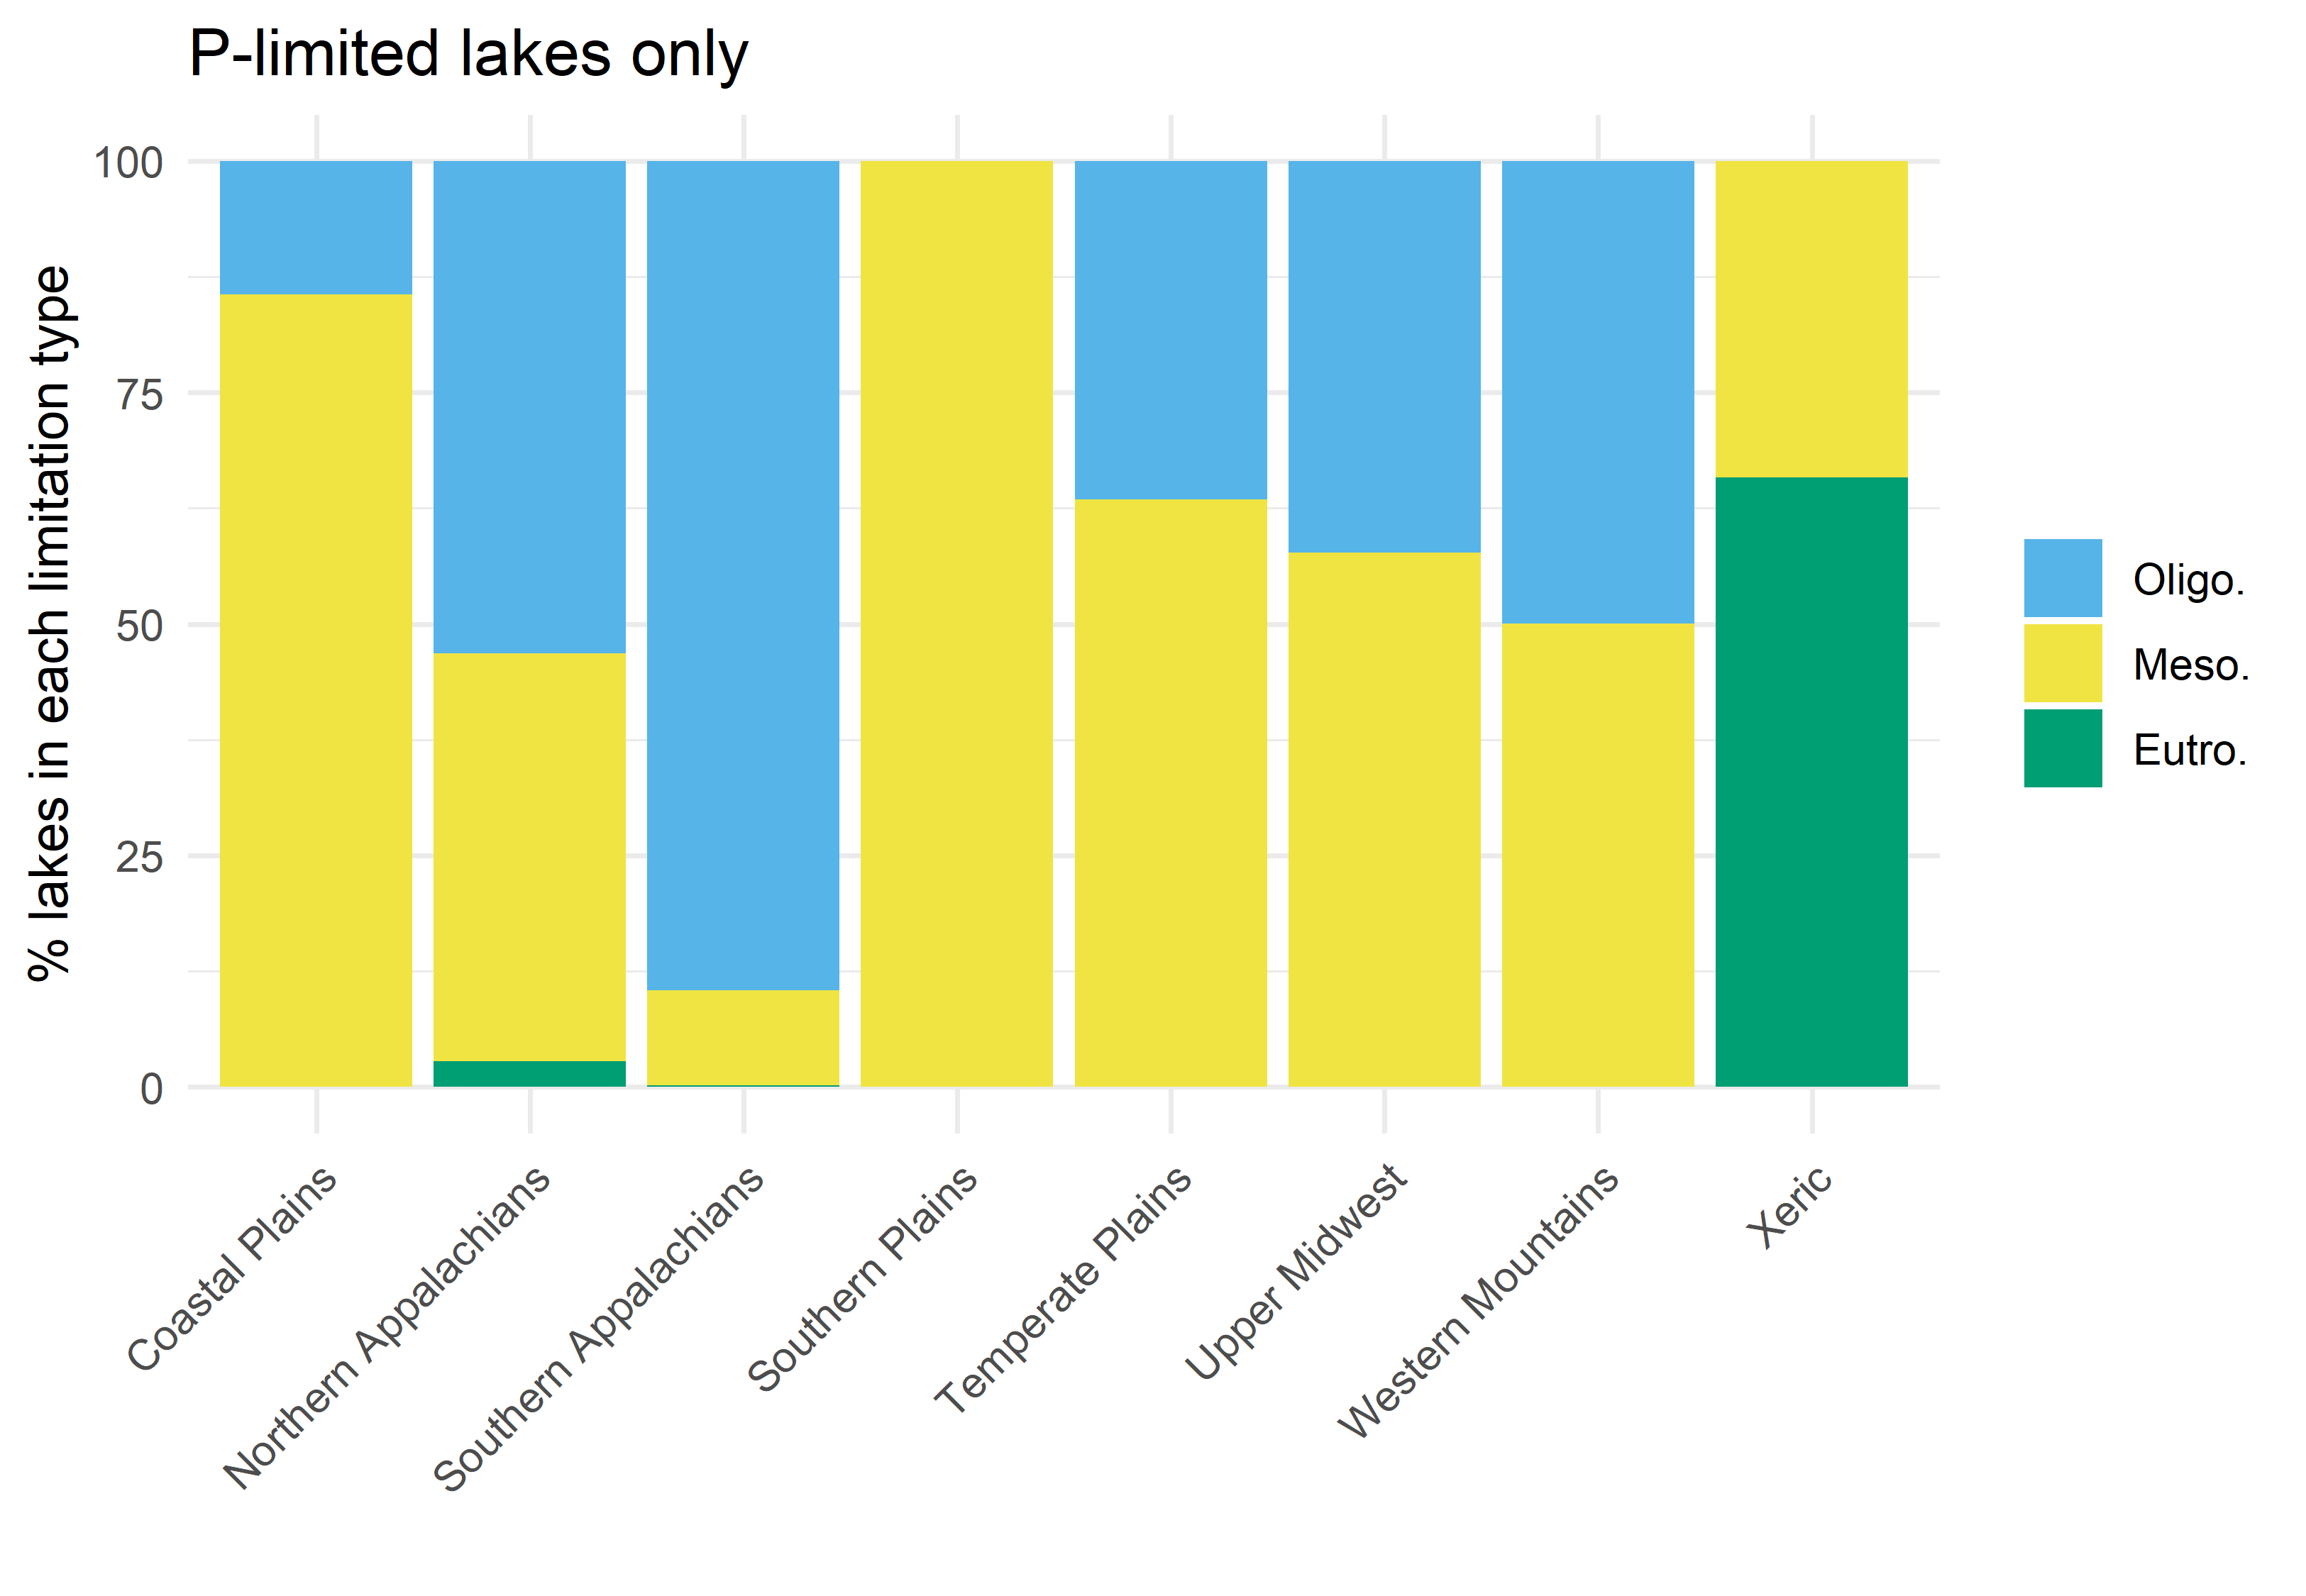 P-limited lakes only
% lakes in each limitation type
100
75
50
25
0
Oligo.
Meso.
Eutro.
Coastal Plains
Northern Appalachians
Southern Appalachians
Southern Plains
Temperate Plains
Upper Midwest
Western Mountains
Xeric